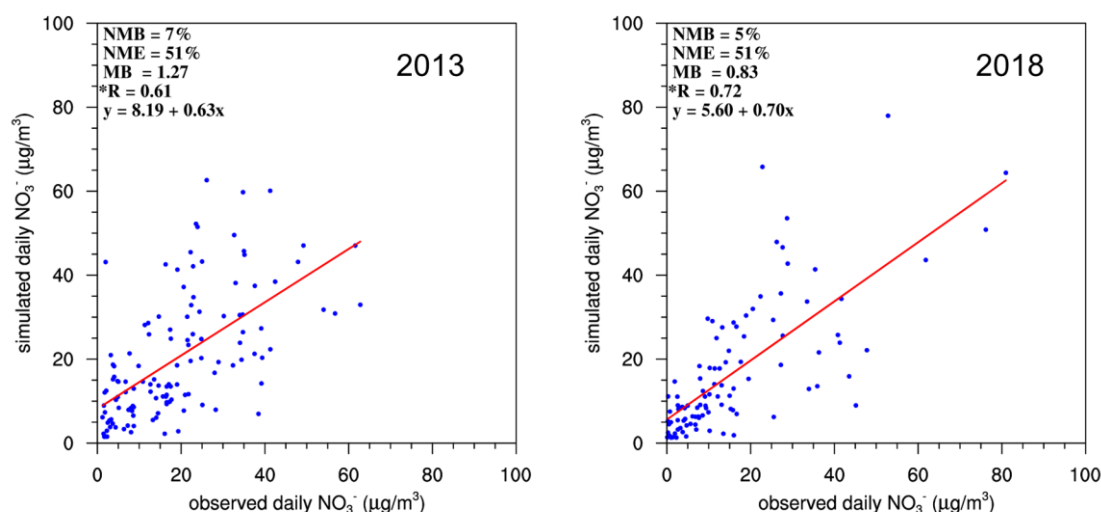 NMB = 7%
NME = 51%
MB = 1.27
*R = 0.61
y = 8.19 + 0.63x
2013
100
80
60
40
20
0
simulated daily NO₃⁻ (µg/m³)
0 20 40 60 80 100
observed daily NO₃⁻ (µg/m³)
NMB = 5%
NME = 51%
MB = 0.83
*R = 0.72
y = 5.60 + 0.70x
2018
100
80
60
40
20
0
simulated daily NO₃⁻ (µg/m³)
0 20 40 60 80 100
observed daily NO₃⁻ (µg/m³)